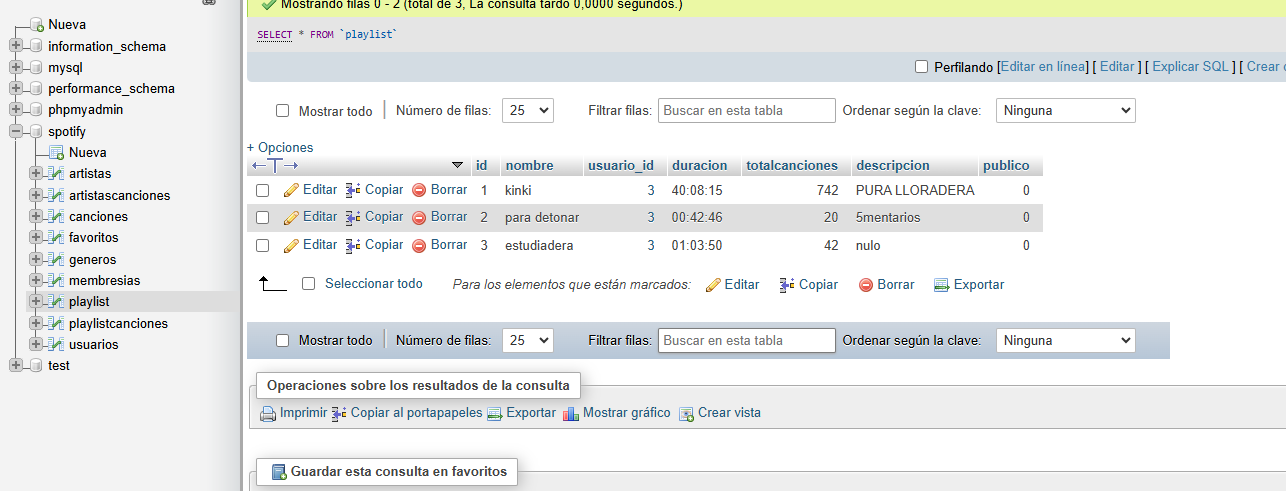 Mostrando filas 0 - 2 (total de 3, La consulta tardó 0,0000 segundos.)
SELECT * FROM `playlist`
Perfilando [Editar en línea] [ Editar ] [ Explicar SQL ] [ Crear
Mostrar todo Número de filas: 25 Filtrar filas: Buscar en esta tabla Ordenar según la clave: Ninguna
+ Opciones
id nombre usuario_id duracion totalcanciones descripcion publico
Editar Copiar Borrar 1 kinki 3 40:08:15 742 PURA LLORADERA 0
Editar Copiar Borrar 2 para detonar 3 00:42:46 20 5mentarios 0
Editar Copiar Borrar 3 estudiadera 3 01:03:50 42 nulo 0
Seleccionar todo Para los elementos que están marcados: Editar Copiar Borrar Exportar
Mostrar todo Número de filas: 25 Filtrar filas: Buscar en esta tabla Ordenar según la clave: Ninguna
Operaciones sobre los resultados de la consulta
Imprimir Copiar al portapapeles Exportar Mostrar gráfico Crear vista
Guardar esta consulta en favoritos
Nueva
information_schema
mysql
performance_schema
phpmyadmin
spotify
Nueva
artistas
artistascanciones
canciones
favoritos
generos
membresias
playlist
playlistcanciones
usuarios
test